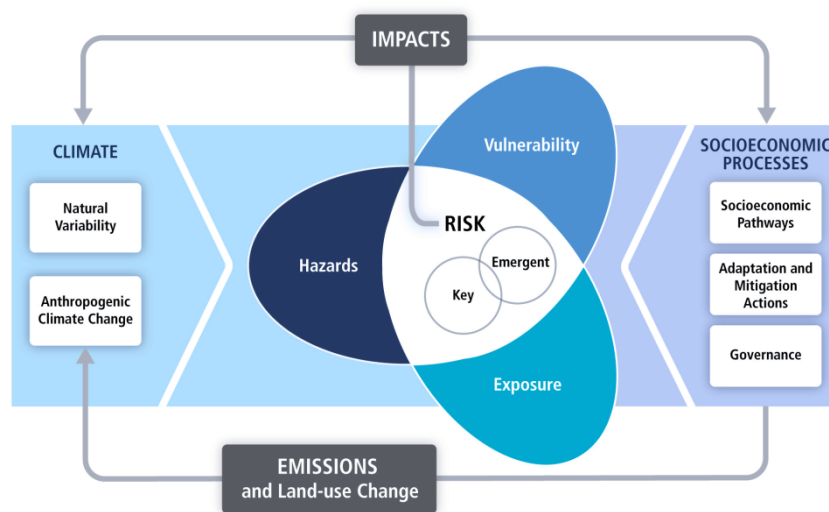 IMPACTS
CLIMATE
Natural
Variability
Anthropogenic
Climate Change
Hazards
Vulnerability
RISK
Emergent
Key
Exposure
SOCIOECONOMIC
PROCESSES
Socioeconomic
Pathways
Adaptation and
Mitigation
Actions
Governance
EMISSIONS
and Land-use Change